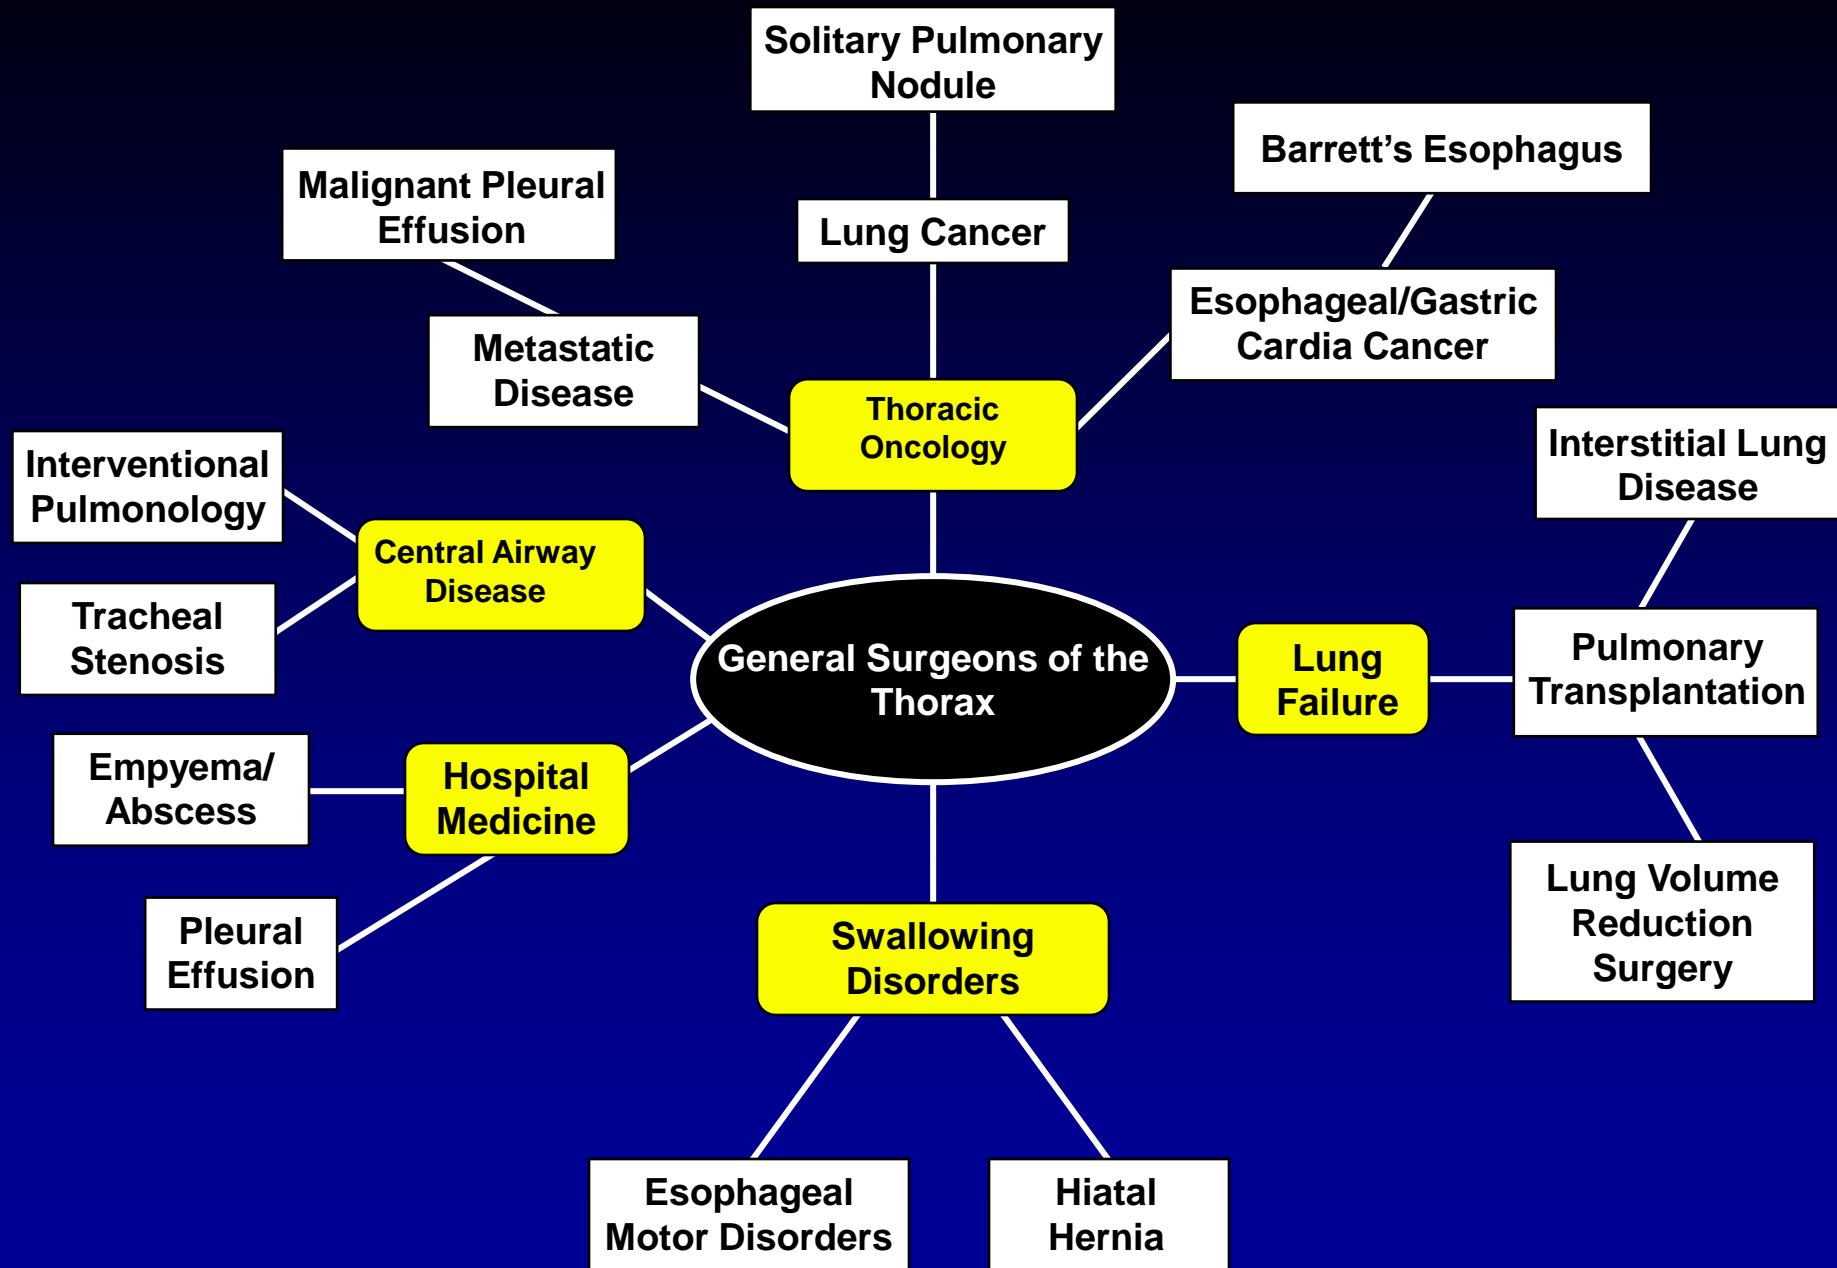 Solitary Pulmonary
Nodule
Barrett’s Esophagus
Malignant Pleural
Effusion
Lung Cancer
Esophageal/Gastric
Cardia Cancer
Metastatic
Disease
Thoracic
Oncology
Interstitial Lung
Disease
Interventional
Pulmonology
Central Airway
Disease
Tracheal
Stenosis
General Surgeons of the
Thorax
Lung
Failure
Pulmonary
Transplantation
Empyema/
Abscess
Hospital
Medicine
Lung Volume
Reduction
Surgery
Pleural
Effusion
Swallowing
Disorders
Esophageal
Motor Disorders
Hiatal
Hernia